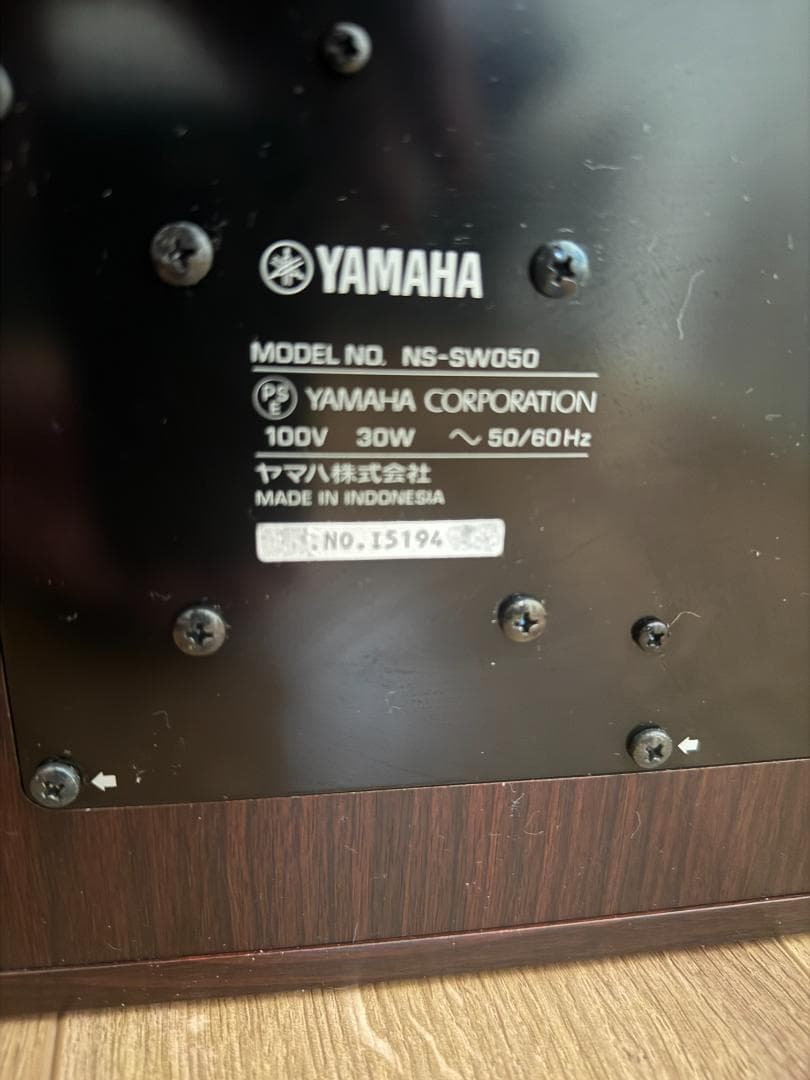 YAMAHA
MODEL NO. NS-SW050
PSE YAMAHA CORPORATION
100V 30W ～ 50/60Hz
ヤマハ株式会社
MADE IN INDONESIA
NO.I5194